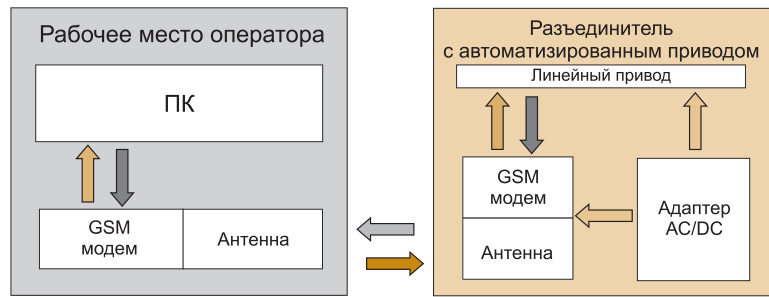 Рабочее место оператора
ПК
GSM
модем
Антенна
Разъединитель
с автоматизированным приводом
Линейный привод
GSM
модем
Антенна
Адаптер
AC/DC